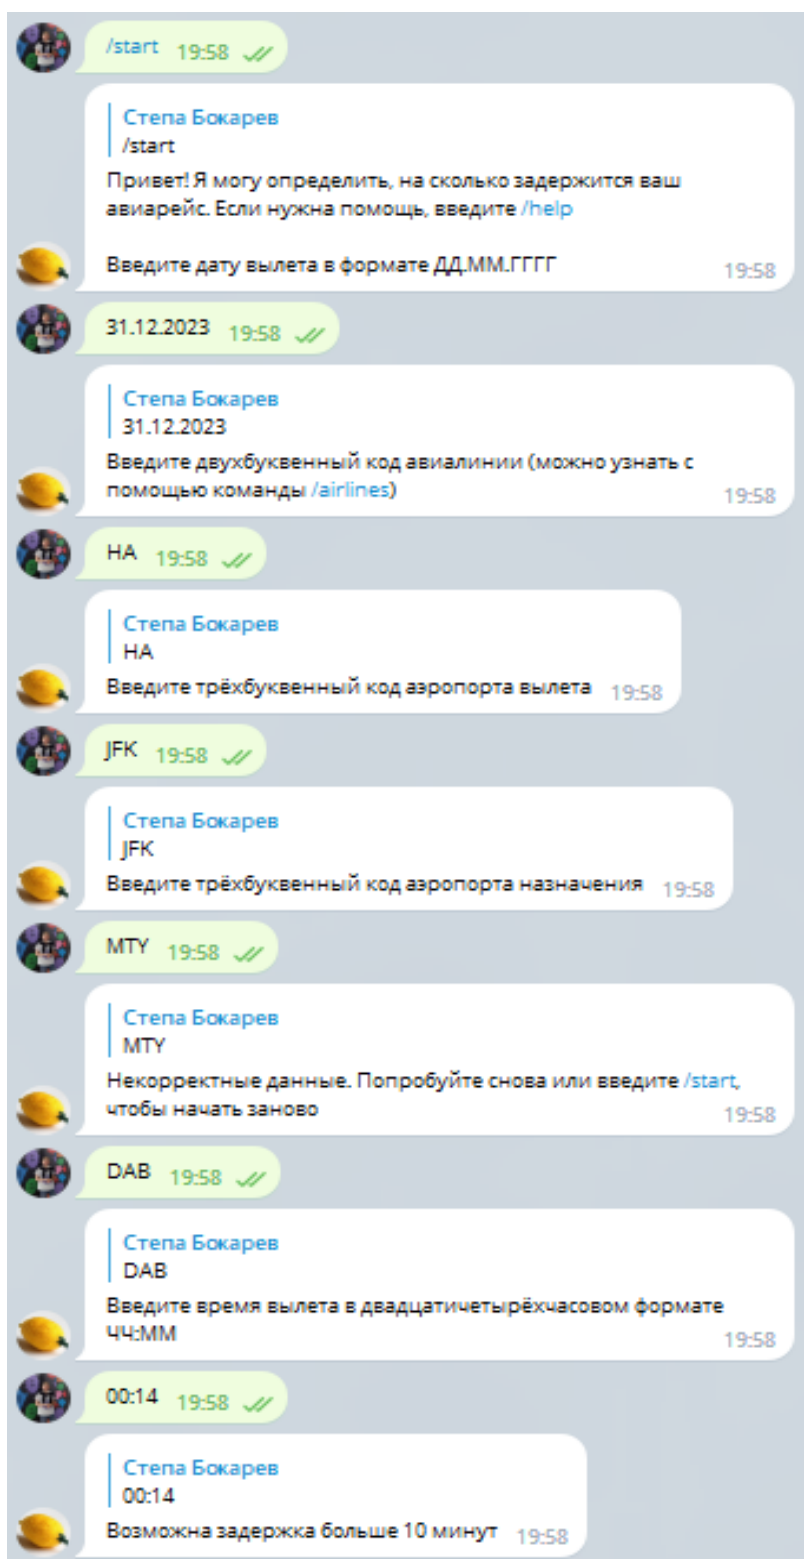 /start 19:58
Степа Бокарев
/start
Привет! Я могу определить, на сколько задержится ваш
авиарейс. Если нужна помощь, введите /help
Введите дату вылета в формате ДД.ММ.ГГГГ 19:58
31.12.2023 19:58
Степа Бокарев
31.12.2023
Введите двухбуквенный код авиалинии (можно узнать с
помощью команды /airlines) 19:58
HA 19:58
Степа Бокарев
HA
Введите трёхбуквенный код аэропорта вылета 19:58
JFK 19:58
Степа Бокарев
JFK
Введите трёхбуквенный код аэропорта назначения 19:58
MTY 19:58
Степа Бокарев
MTY
Некорректные данные. Попробуйте снова или введите /start,
чтобы начать заново 19:58
DAB 19:58
Степа Бокарев
DAB
Введите время вылета в двадцатичетырёхчасовом формате
ЧЧ:ММ 19:58
00:14 19:58
Степа Бокарев
00:14
Возможна задержка больше 10 минут 19:58